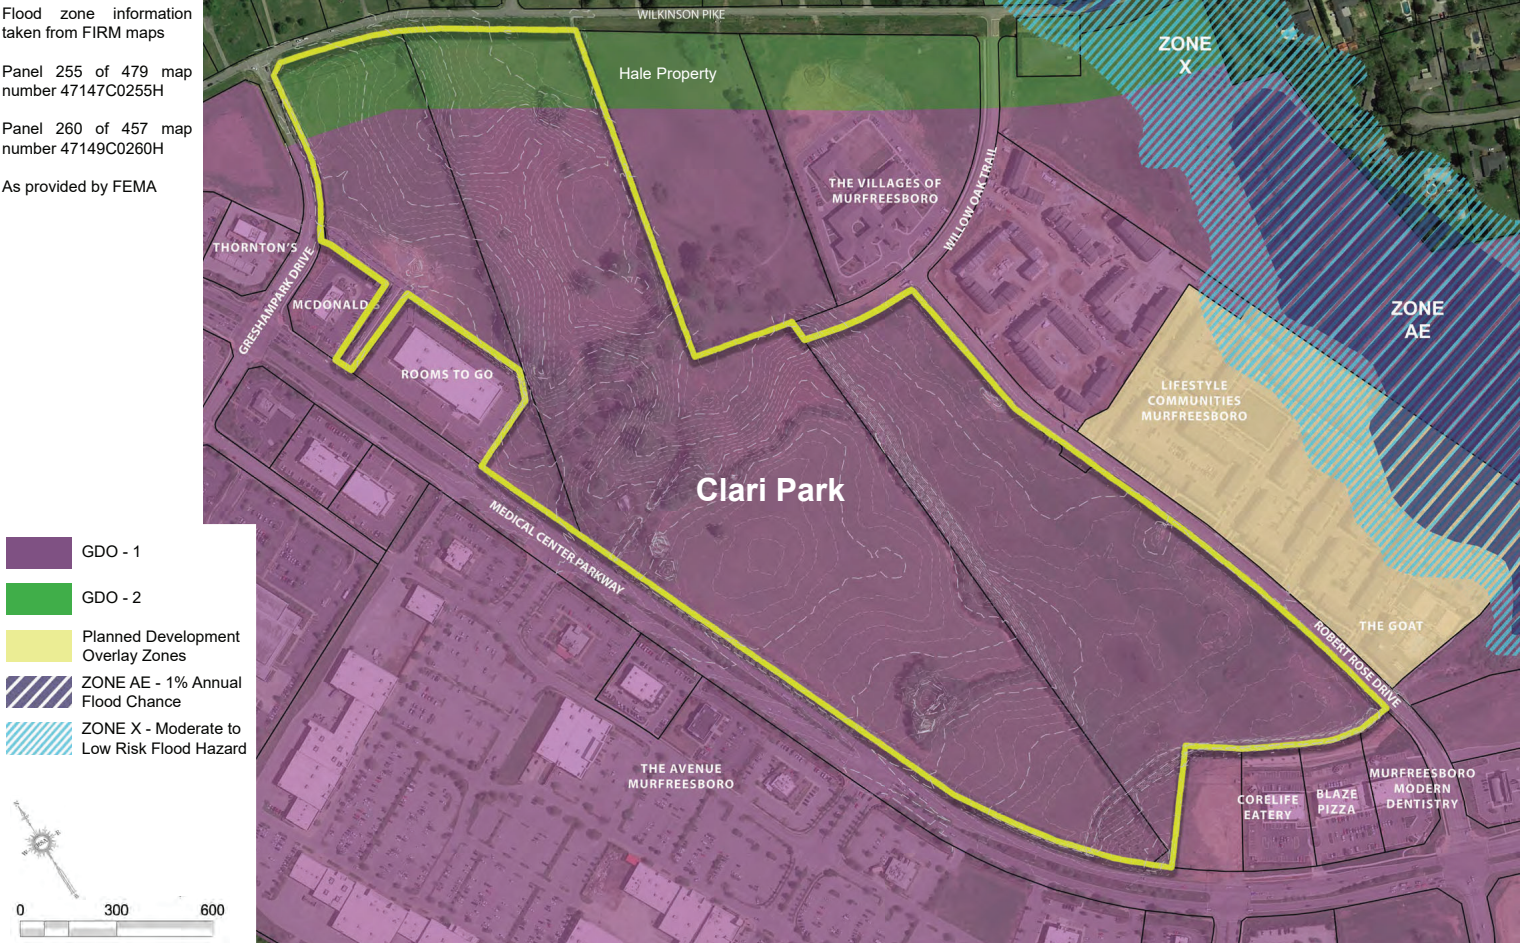 Flood zone information
taken from FIRM maps
Panel 255 of 479 map
number 47147C0255H
Panel 260 of 457 map
number 47149C0260H
As provided by FEMA
WILKINSON PIKE
ZONE
X
Hale Property
THE VILLAGES OF
MURFREESBORO
WILLOW OAK TRAIL
THORNTON'S
GRESHAMPARK DRIVE
MCDONALD'S
ROOMS TO GO
ZONE
AE
LIFESTYLE
COMMUNITIES
MURFREESBORO
Clari Park
MEDICAL CENTER PARKWAY
THE GOAT
ROBERT ROSE DRIVE
THE AVENUE
MURFREESBORO
CORELIFE
EATERY
BLAZE
PIZZA
MURFREESBORO
MODERN
DENTISTRY
GDO - 1
GDO - 2
Planned Development
Overlay Zones
ZONE AE - 1% Annual
Flood Chance
ZONE X - Moderate to
Low Risk Flood Hazard
0 300 600